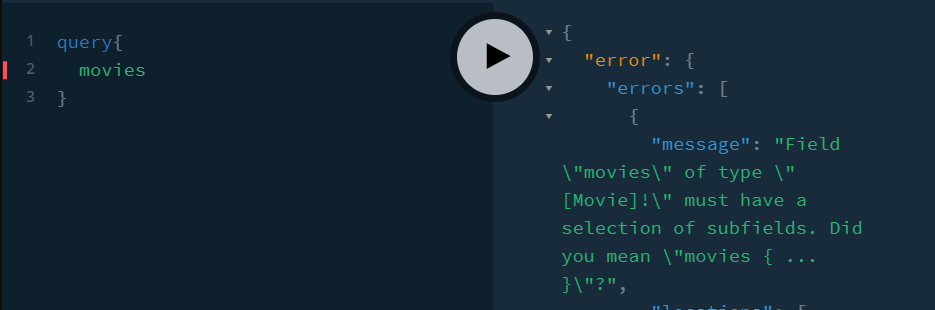 1 query{
2 movies
3 }
{
"error": {
"errors": [
{
"message": "Field
\"movies\" of type \"
[Movie]!\" must have a
selection of subfields. Did
you mean \"movies { ...
}\"?",
"locations": [